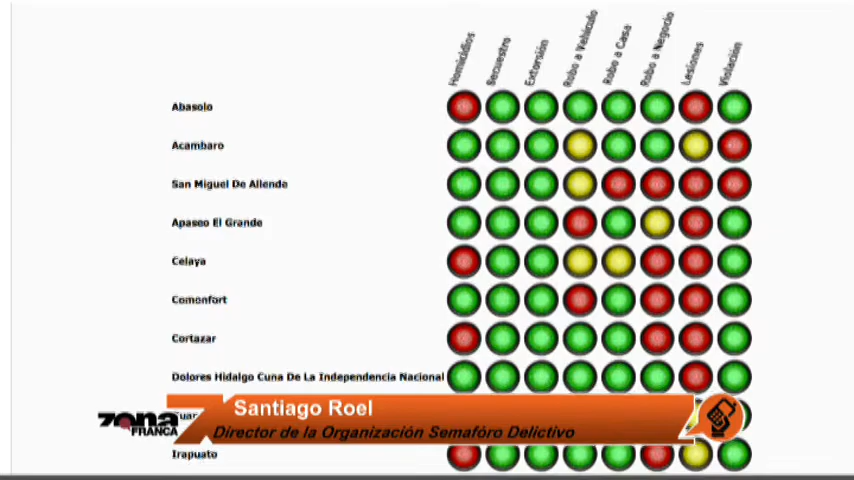 Homicidios
Secuestro
Extorsión
Robo a Vehículo
Robo a Casa
Robo a Negocio
Lesiones
Violación
Abasolo
Acambaro
San Miguel De Allende
Apaseo El Grande
Celaya
Comonfort
Cortazar
Dolores Hidalgo Cuna De La Independencia Nacional
Santiago Roel
ZONA
FRANCA
Director de la Organización Semafóro Delictivo
Irapuato